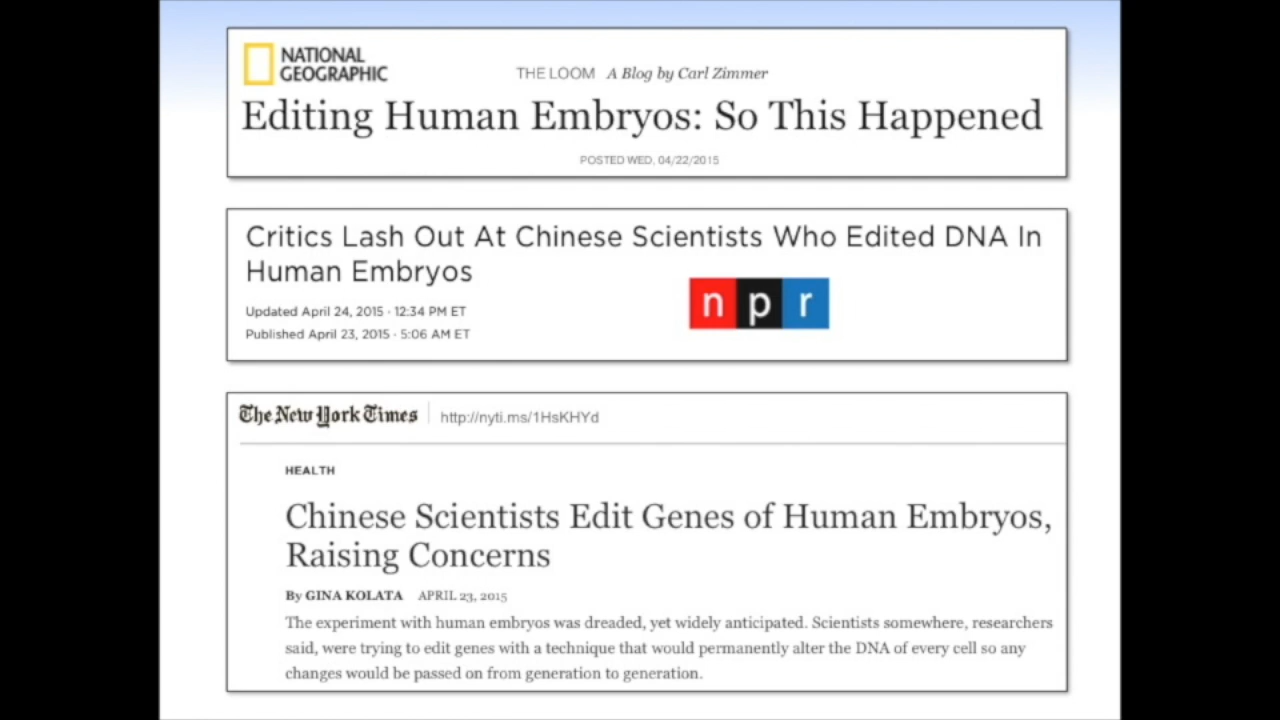 NATIONAL
GEOGRAPHIC
THE LOOM A Blog by Carl Zimmer
Editing Human Embryos: So This Happened
POSTED WED, 04/22/2015
Critics Lash Out At Chinese Scientists Who Edited DNA In
Human Embryos
npr
Updated April 24, 2015 · 12:34 PM ET
Published April 23, 2015 · 5:06 AM ET
The New York Times http://nyti.ms/1HsKHYd
HEALTH
Chinese Scientists Edit Genes of Human Embryos,
Raising Concerns
By GINA KOLATA APRIL 23, 2015
The experiment with human embryos was dreaded, yet widely anticipated. Scientists somewhere, researchers
said, were trying to edit genes with a technique that would permanently alter the DNA of every cell so any
changes would be passed on from generation to generation.